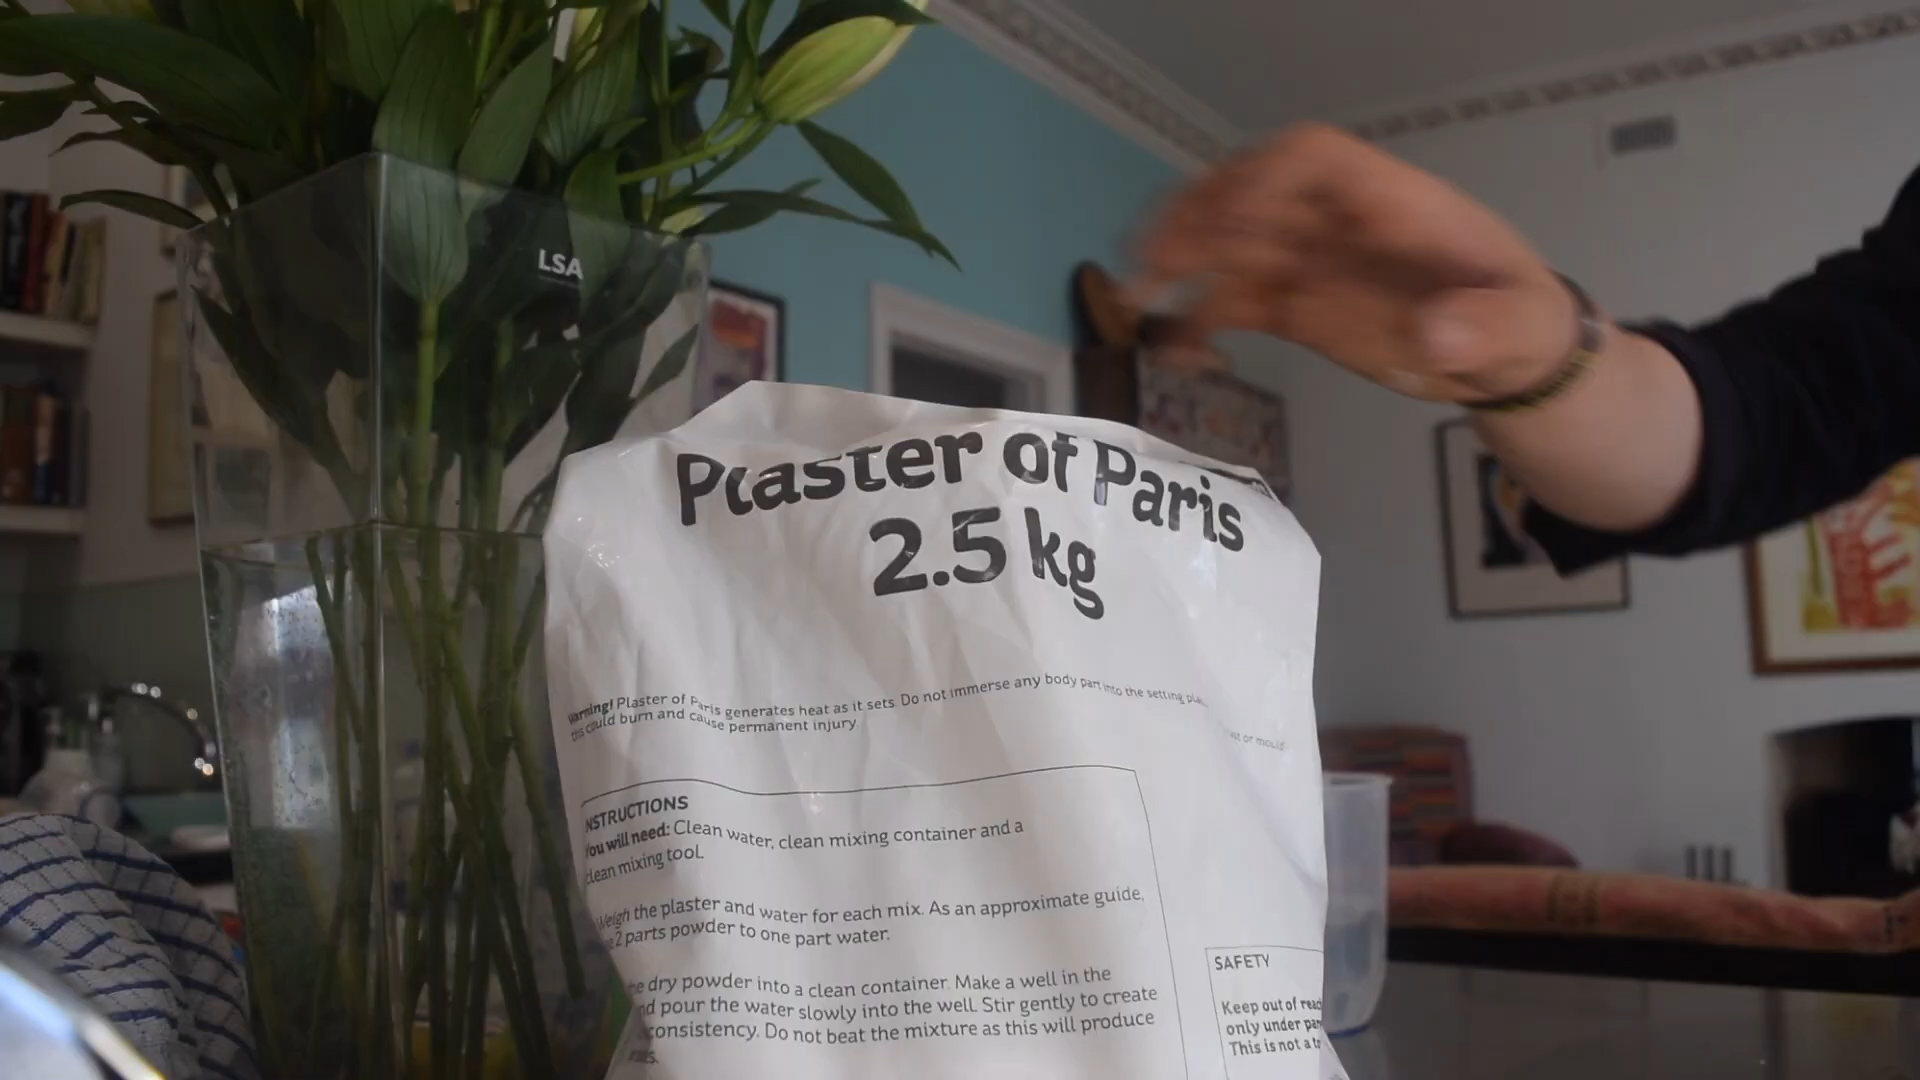 LSA
Plaster of Paris
2.5 kg
Warning! Plaster of Paris generates heat as it sets. Do not immerse any body part into the setting
this could burn and cause permanent injury
or mould
INSTRUCTIONS
You will need: Clean water, clean mixing container and a
clean mixing tool.
Weigh the plaster and water for each mix. As an approximate guide,
2 parts powder to one part water.
dry powder into a clean container. Make a well in the
pour the water slowly into the well. Stir gently to create
consistency. Do not beat the mixture as this will produce
SAFETY
Keep out of
only under
This is not a